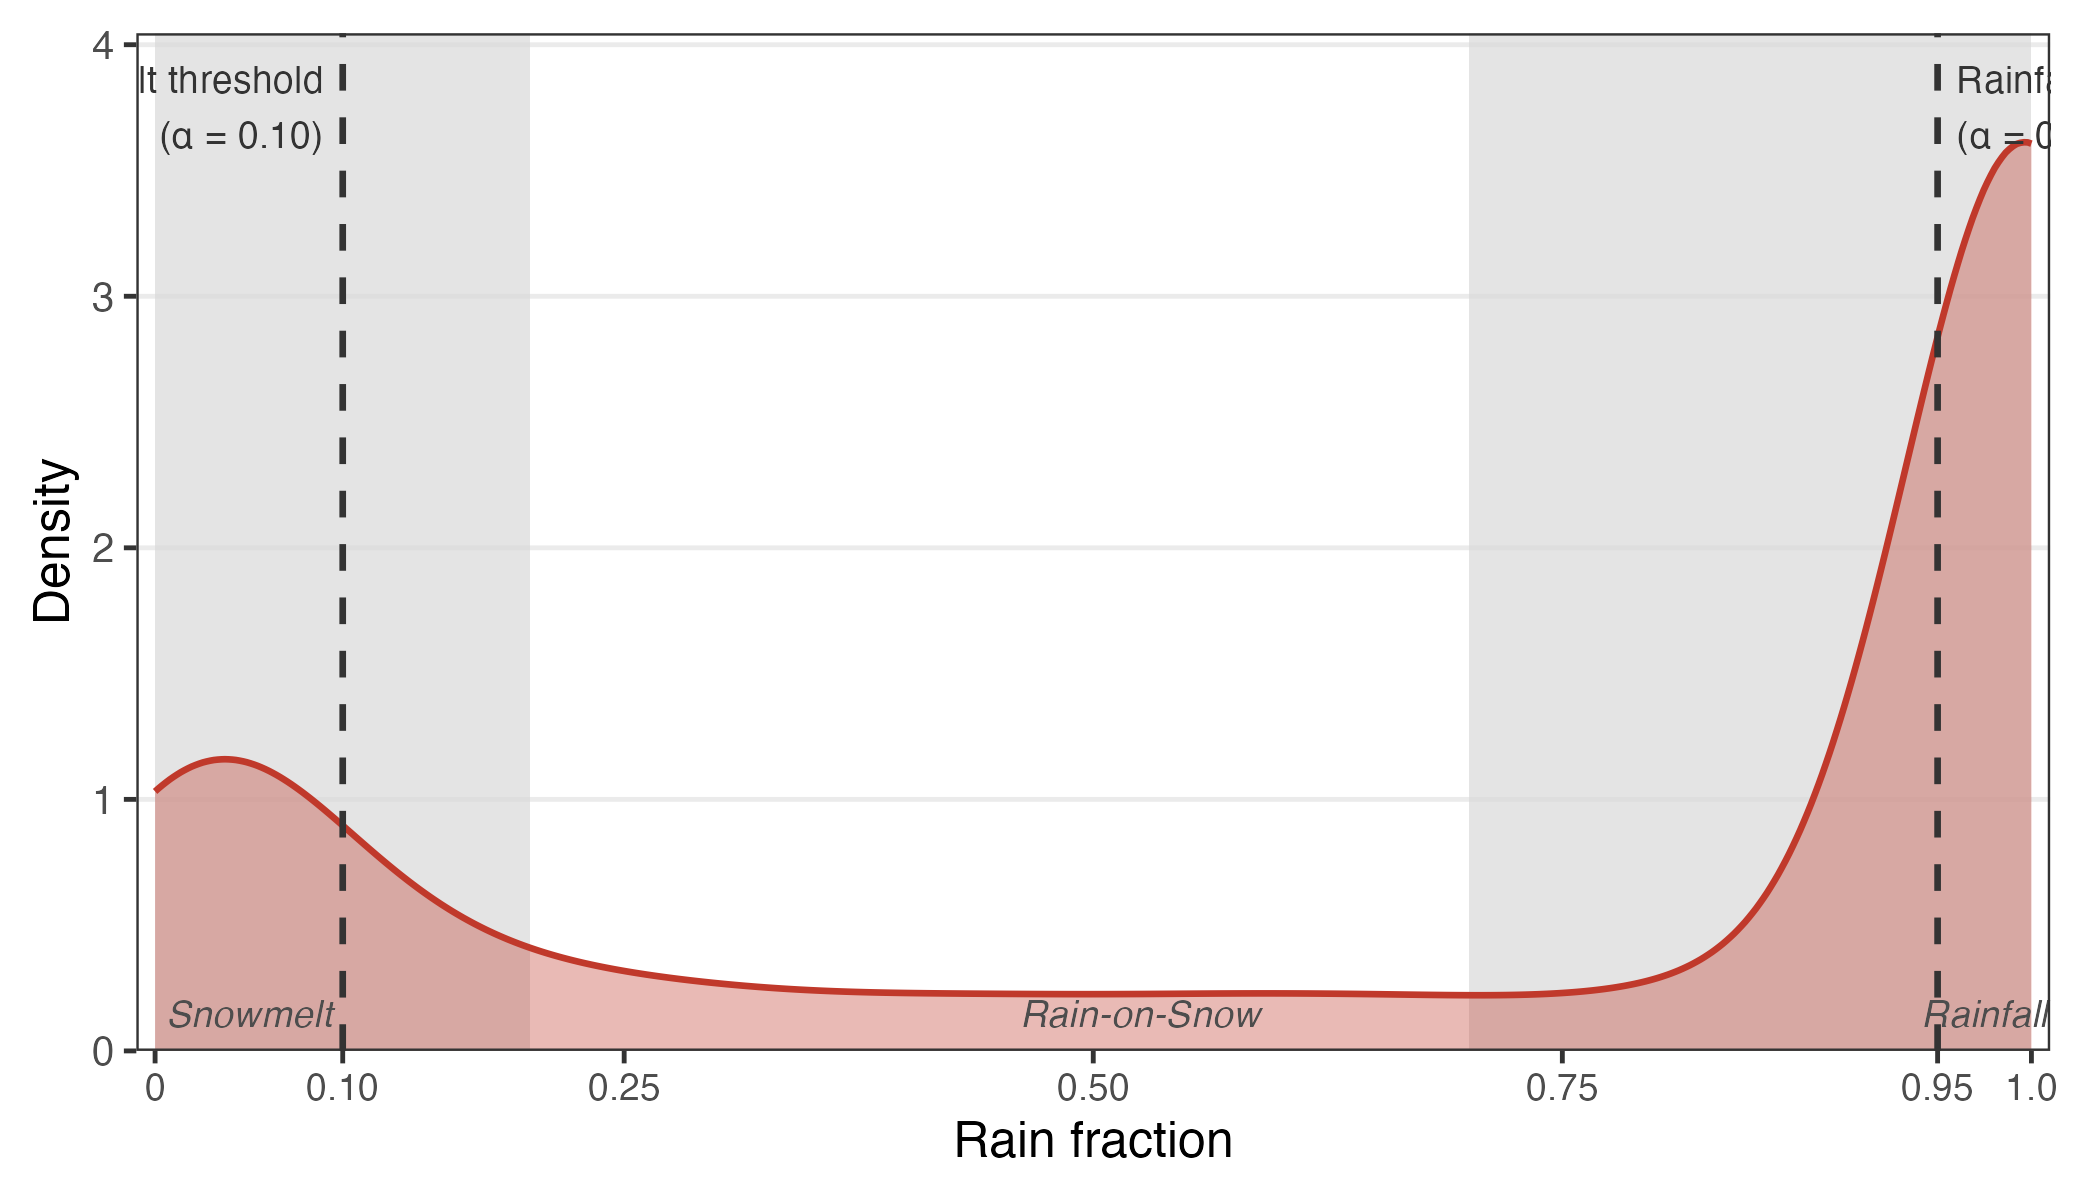 4
lt threshold
(α = 0.10)
Rainfa
(α = 0
3
2
1
0
Density
Snowmelt
Rain-on-Snow
Rainfall
0
0.10
0.25
0.50
0.75
0.95
1.0
Rain fraction